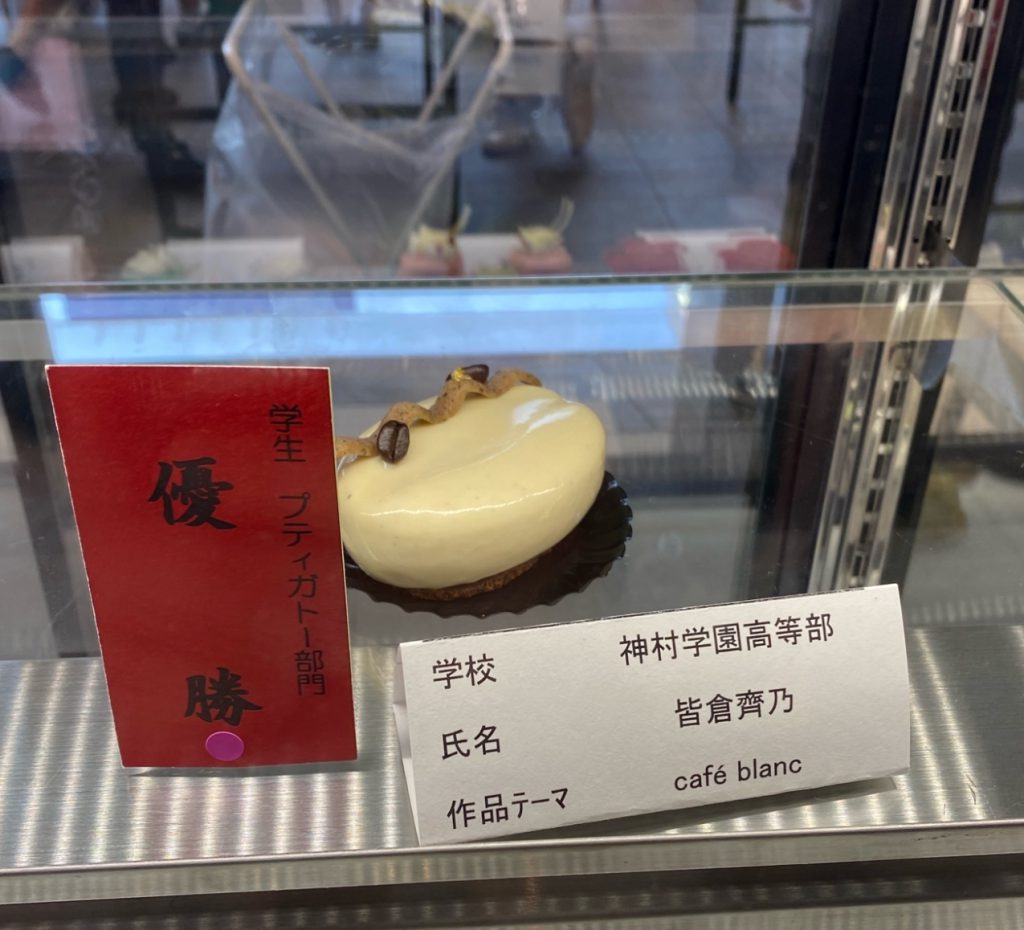 学生 プティガトー部門
優勝
学校 神村学園高等部
氏名 皆倉齊乃
作品テーマ café blanc